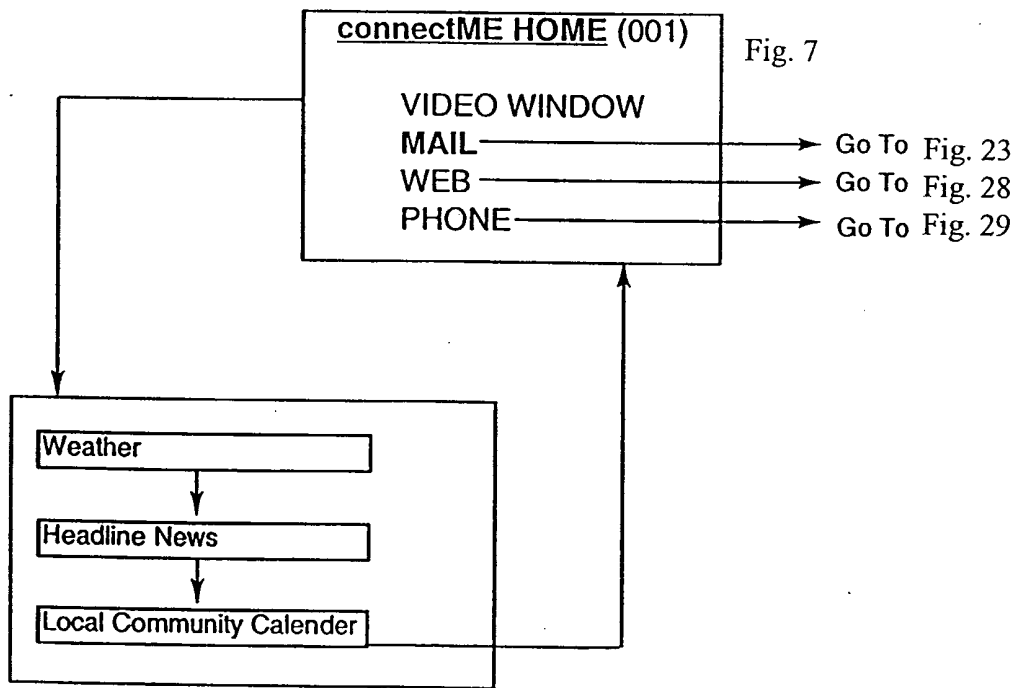 connectME HOME (001)
Fig. 7
VIDEO WINDOW
MAIL Go To Fig. 23
WEB Go To Fig. 28
PHONE Go To Fig. 29
Weather
Headline News
Local Community Calender